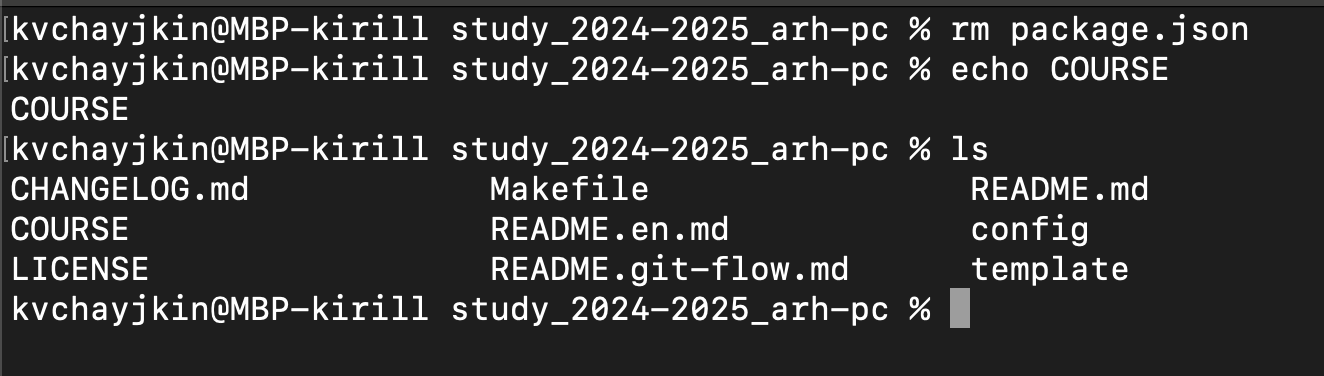 [kvchayjkin@MBP-kirill study_2024-2025_arh-pc % rm package.json
[kvchayjkin@MBP-kirill study_2024-2025_arh-pc % echo COURSE
COURSE
[kvchayjkin@MBP-kirill study_2024-2025_arh-pc % ls
CHANGELOG.md Makefile README.md
COURSE README.en.md config
LICENSE README.git-flow.md template
kvchayjkin@MBP-kirill study_2024-2025_arh-pc %